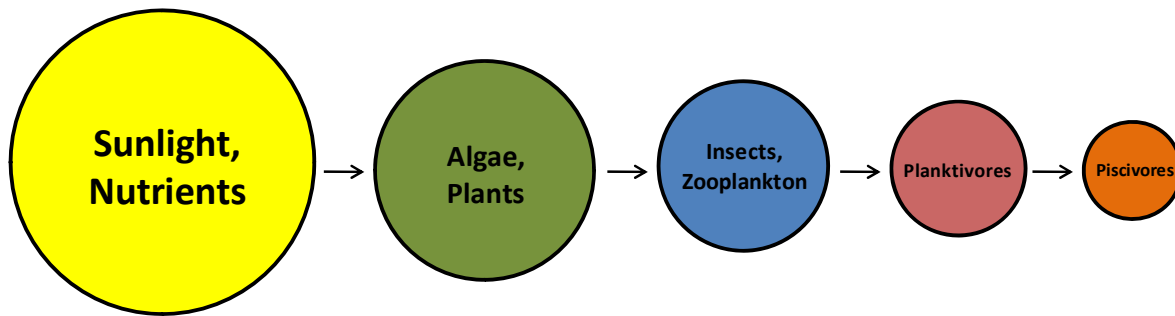 Sunlight,
Nutrients
Algae,
Plants
Insects,
Zooplankton
Planktivores
Piscivores